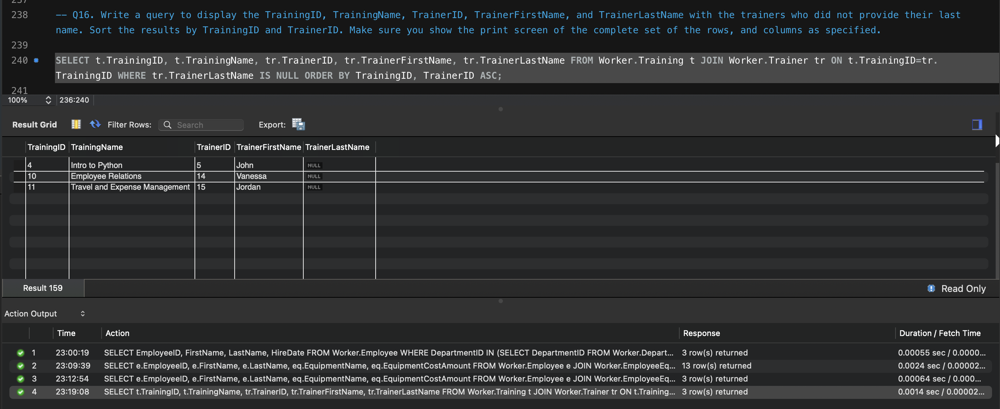 237
238 -- Q16. Write a query to display the TrainingID, TrainingName, TrainerID, TrainerFirstName, and TrainerLastName with the trainers who did not provide their last
name. Sort the results by TrainingID and TrainerID. Make sure you show the print screen of the complete set of the rows, and columns as specified.
239
240 SELECT t.TrainingID, t.TrainingName, tr.TrainerID, tr.TrainerFirstName, tr.TrainerLastName FROM Worker.Training t JOIN Worker.Trainer tr ON t.TrainingID=tr.
TrainingID WHERE tr.TrainerLastName IS NULL ORDER BY TrainingID, TrainerID ASC;
241
100% 236:240
Result Grid Filter Rows: Search Export:
TrainingID TrainingName TrainerID TrainerFirstName TrainerLastName
4 Intro to Python 5 John NULL
10 Employee Relations 14 Vanessa NULL
11 Travel and Expense Management 15 Jordan NULL
Result 159 Read Only
Action Output
Time Action Response Duration / Fetch Time
1 23:00:19 SELECT EmployeeID, FirstName, LastName, HireDate FROM Worker.Employee WHERE DepartmentID IN (SELECT DepartmentID FROM Worker.Depart... 3 row(s) returned 0.00055 sec / 0.0000...
2 23:09:39 SELECT e.EmployeeID, e.FirstName, e.LastName, eq.EquipmentName, eq.EquipmentCostAmount FROM Worker.Employee e JOIN Worker.EmployeeEq... 13 row(s) returned 0.0024 sec / 0.00002...
3 23:12:54 SELECT e.EmployeeID, e.FirstName, e.LastName, eq.EquipmentName, eq.EquipmentCostAmount FROM Worker.Employee e JOIN Worker.EmployeeEq... 3 row(s) returned 0.00064 sec / 0.000...
4 23:19:08 SELECT t.TrainingID, t.TrainingName, tr.TrainerID, tr.TrainerFirstName, tr.TrainerLastName FROM Worker.Training t JOIN Worker.Trainer tr ON t.Training... 3 row(s) returned 0.0014 sec / 0.00002...